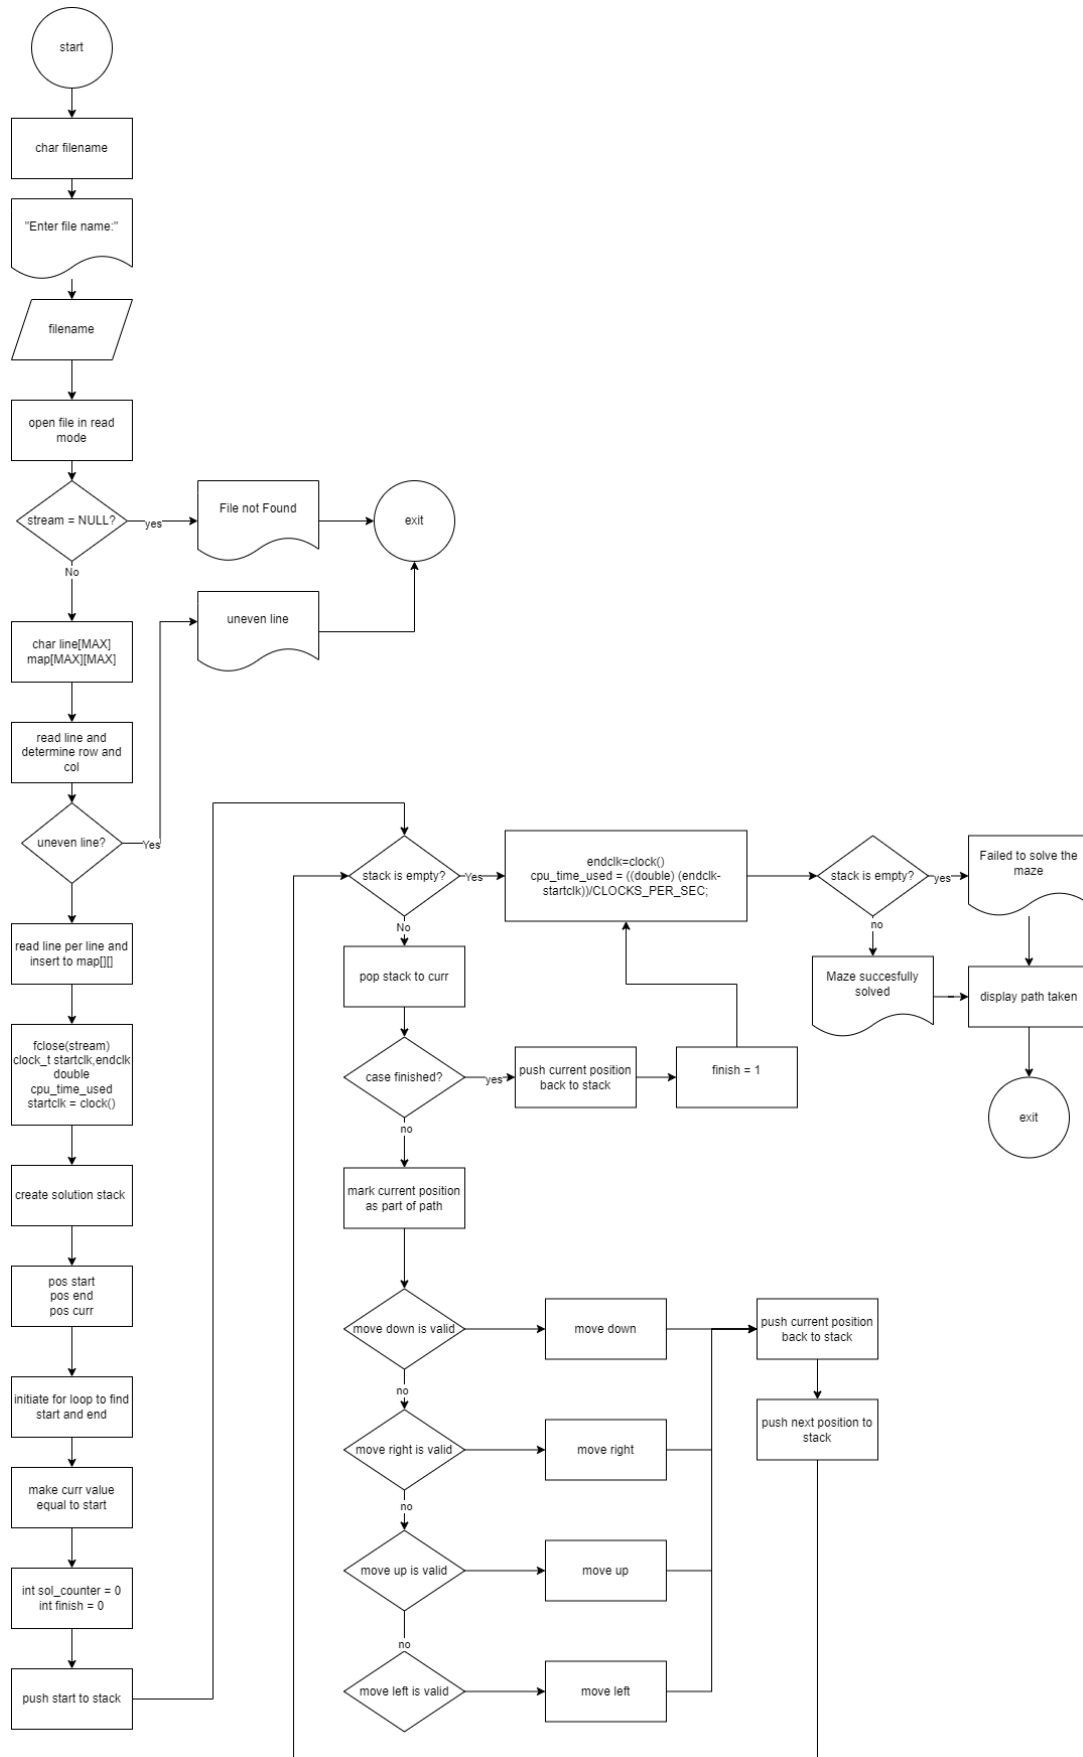 start
char filename
"Enter file name:"
filename
open file in read
mode
stream = NULL?
yes
File not Found
exit
No
uneven line
char line[MAX]
map[MAX][MAX]
read line and
determine row and
col
uneven line?
Yes
read line per line and
insert to map[][]
fclose(stream)
clock_t startclk,endclk
double
cpu_time_used
startclk = clock()
create solution stack
pos start
pos end
pos curr
initiate for loop to find
start and end
make curr value
equal to start
int sol_counter = 0
int finish = 0
push start to stack
stack is empty?
Yes
endclk=clock()
cpu_time_used = ((double) (endclk-
startclk))/CLOCKS_PER_SEC;
stack is empty?
yes
Failed to solve the
maze
no
Maze succesfully
solved
display path taken
exit
No
pop stack to curr
case finished?
yes
push current position
back to stack
finish = 1
no
mark current position
as part of path
move down is valid
move down
push current position
back to stack
push next position to
stack
no
move right is valid
move right
no
move up is valid
move up
no
move left is valid
move left